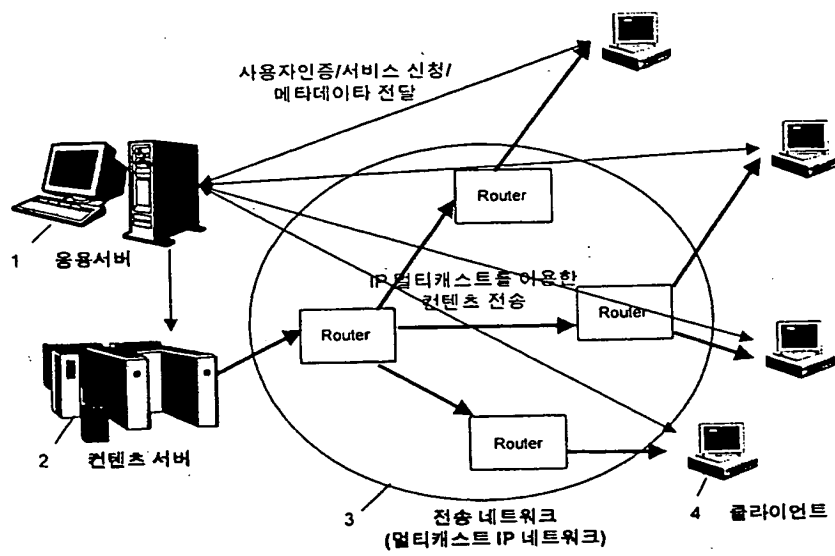 사용자인증/서비스 신청/
메타데이타 전달
Router
1 응용서버
IP 멀티캐스트를 이용한
컨텐츠 전송
Router
Router
Router
2 컨텐츠 서버
3 전송 네트워크
(멀티캐스트 IP 네트워크)
4 클라이언트